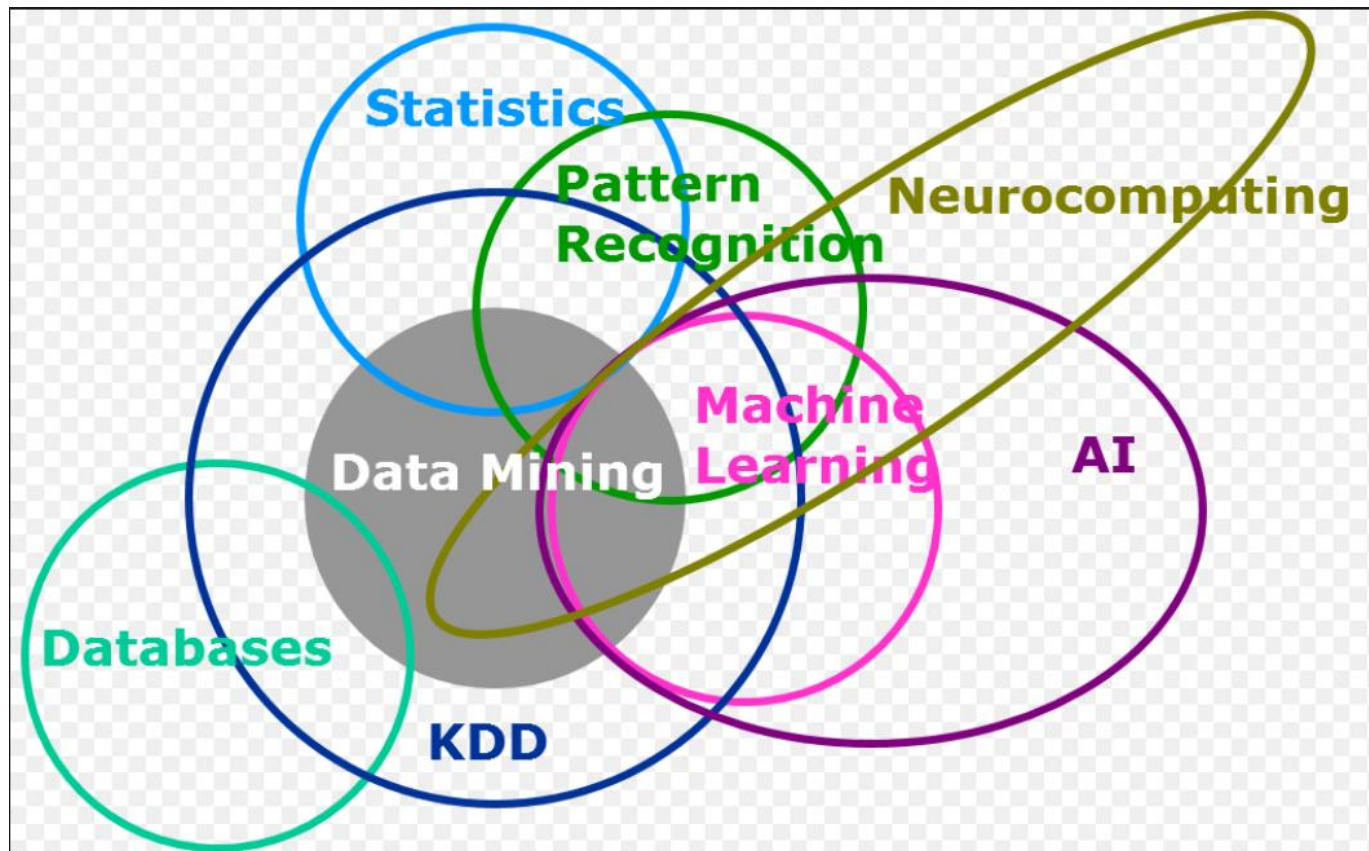 Statistics
Pattern
Recognition
Neurocomputing
Machine
Learning
AI
Data Mining
Databases
KDD